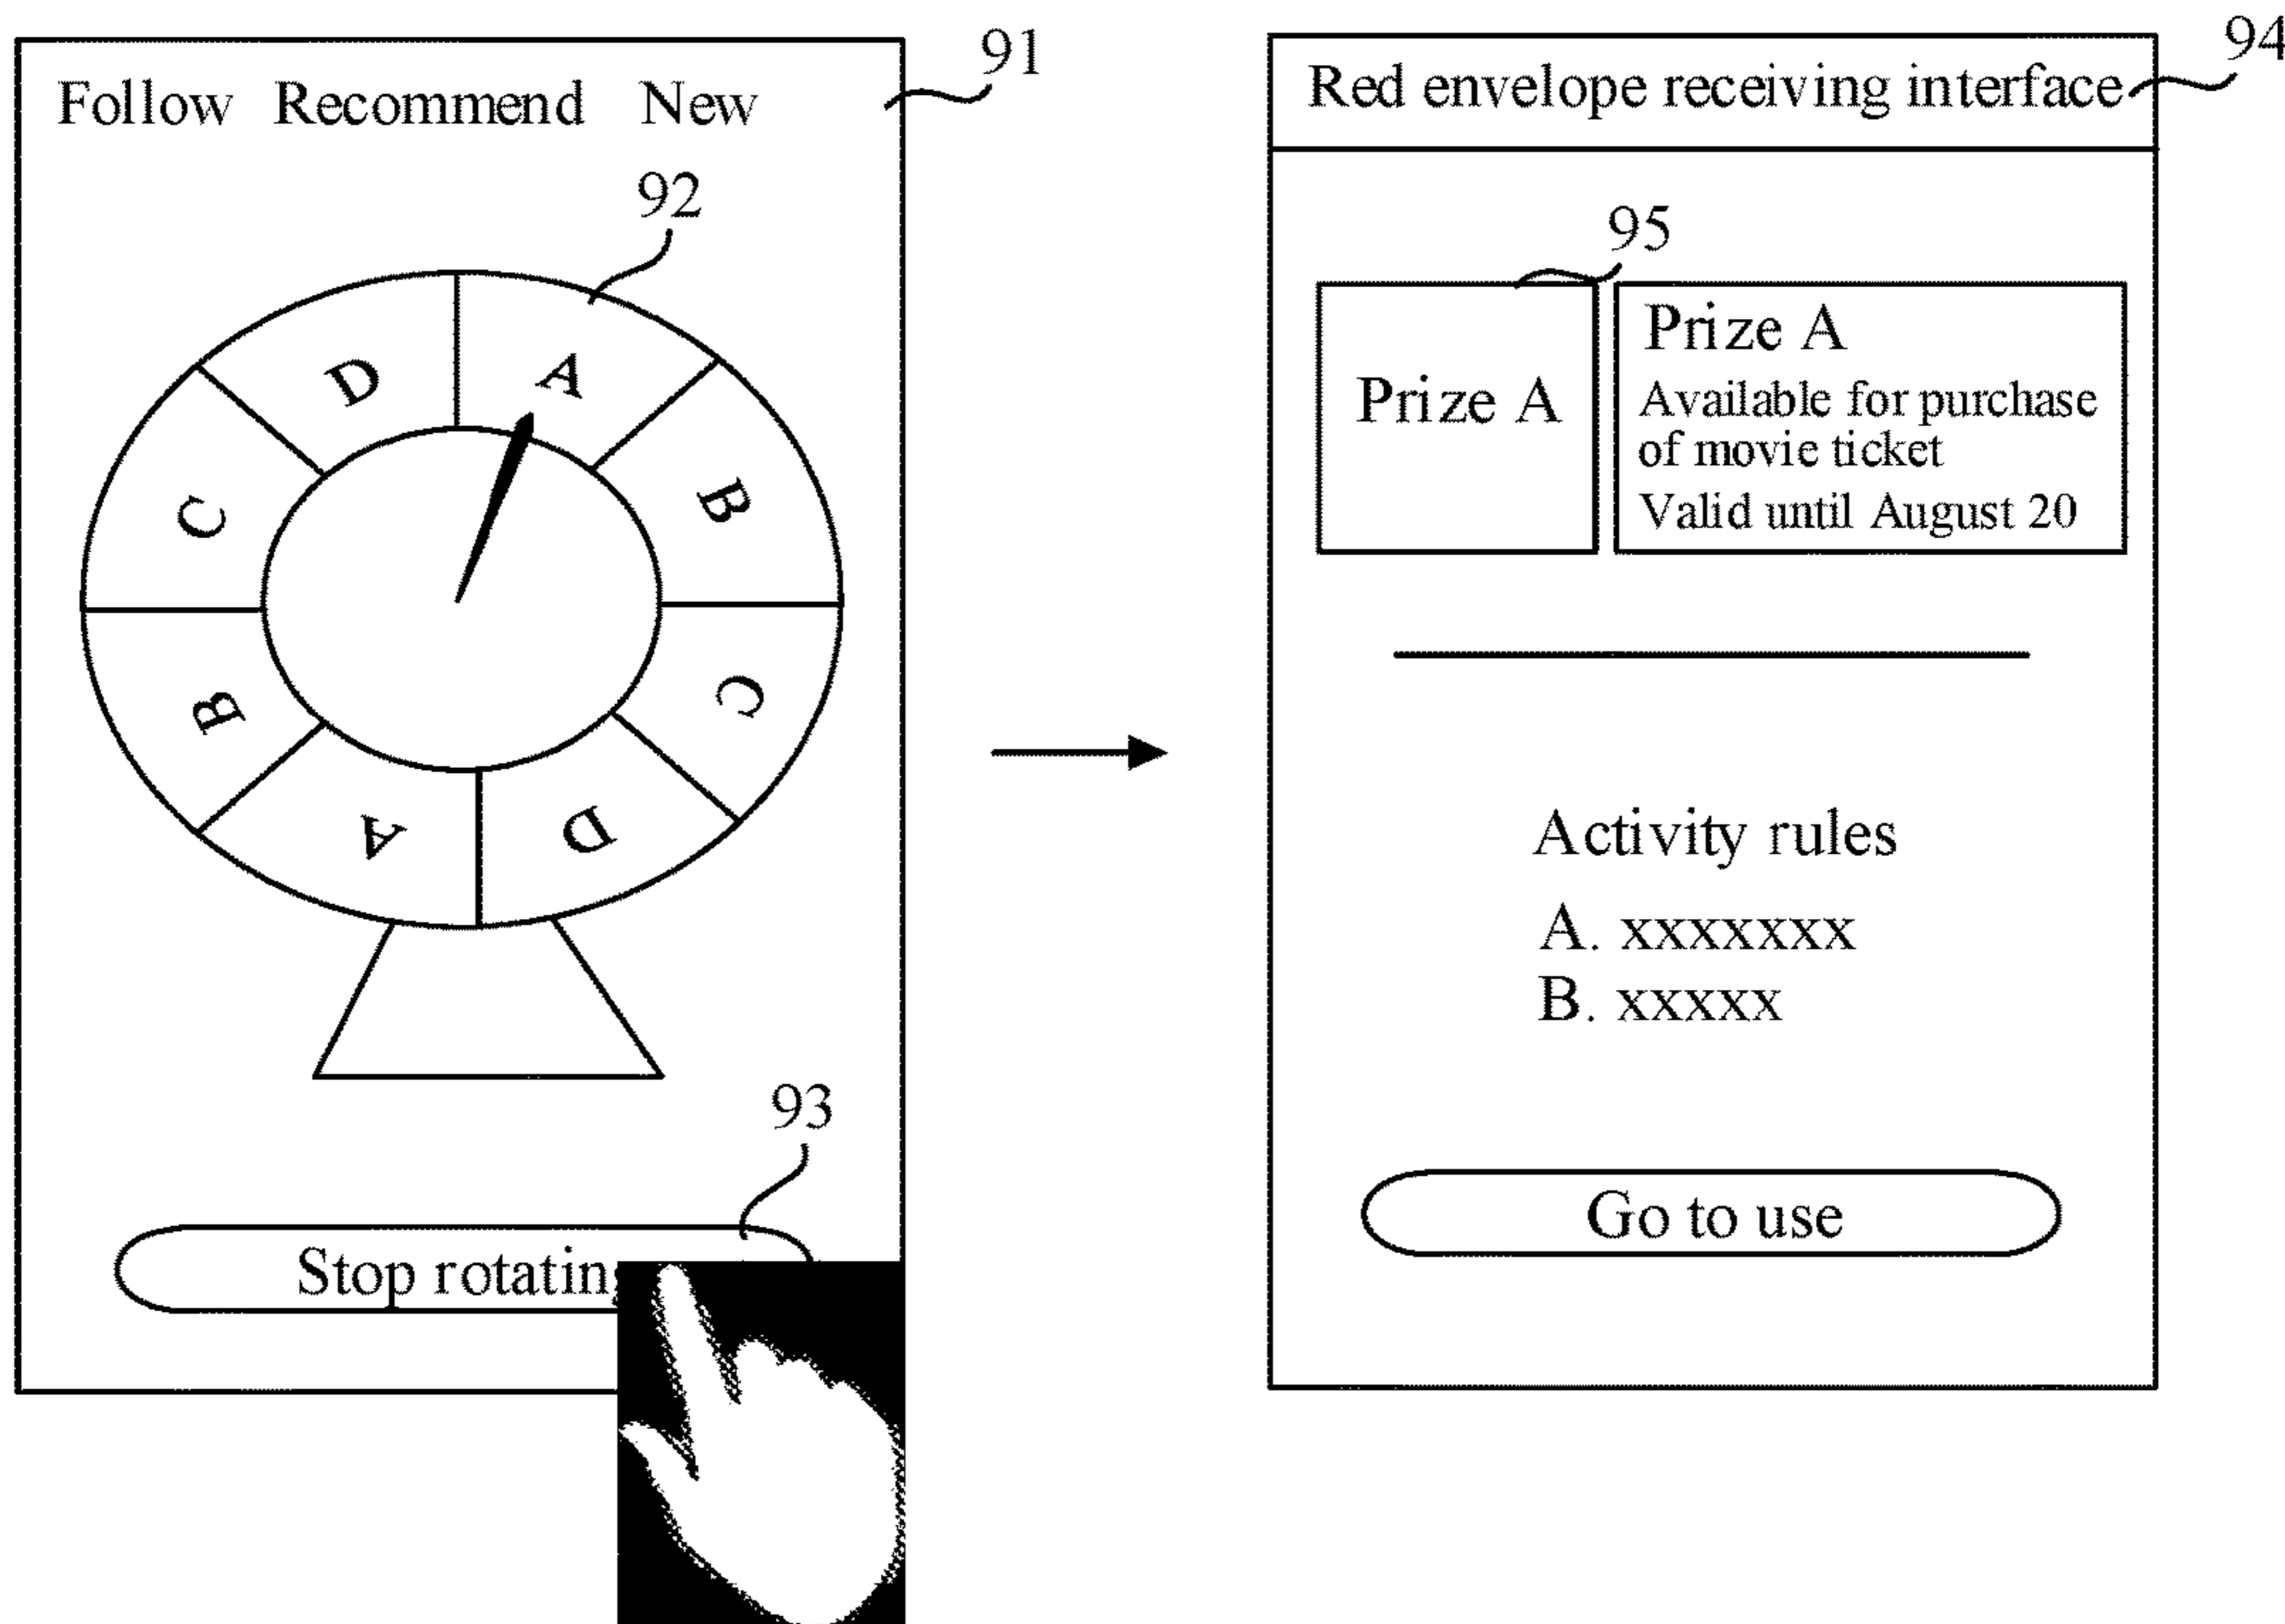 91
Follow Recommend New
92
A
B
C
D
A
B
C
D
93
Stop rotatin
94
Red envelope receiving interface
95
Prize A
Prize A
Available for purchase
of movie ticket
Valid until August 20
Activity rules
A. xxxxxxx
B. xxxxx
Go to use